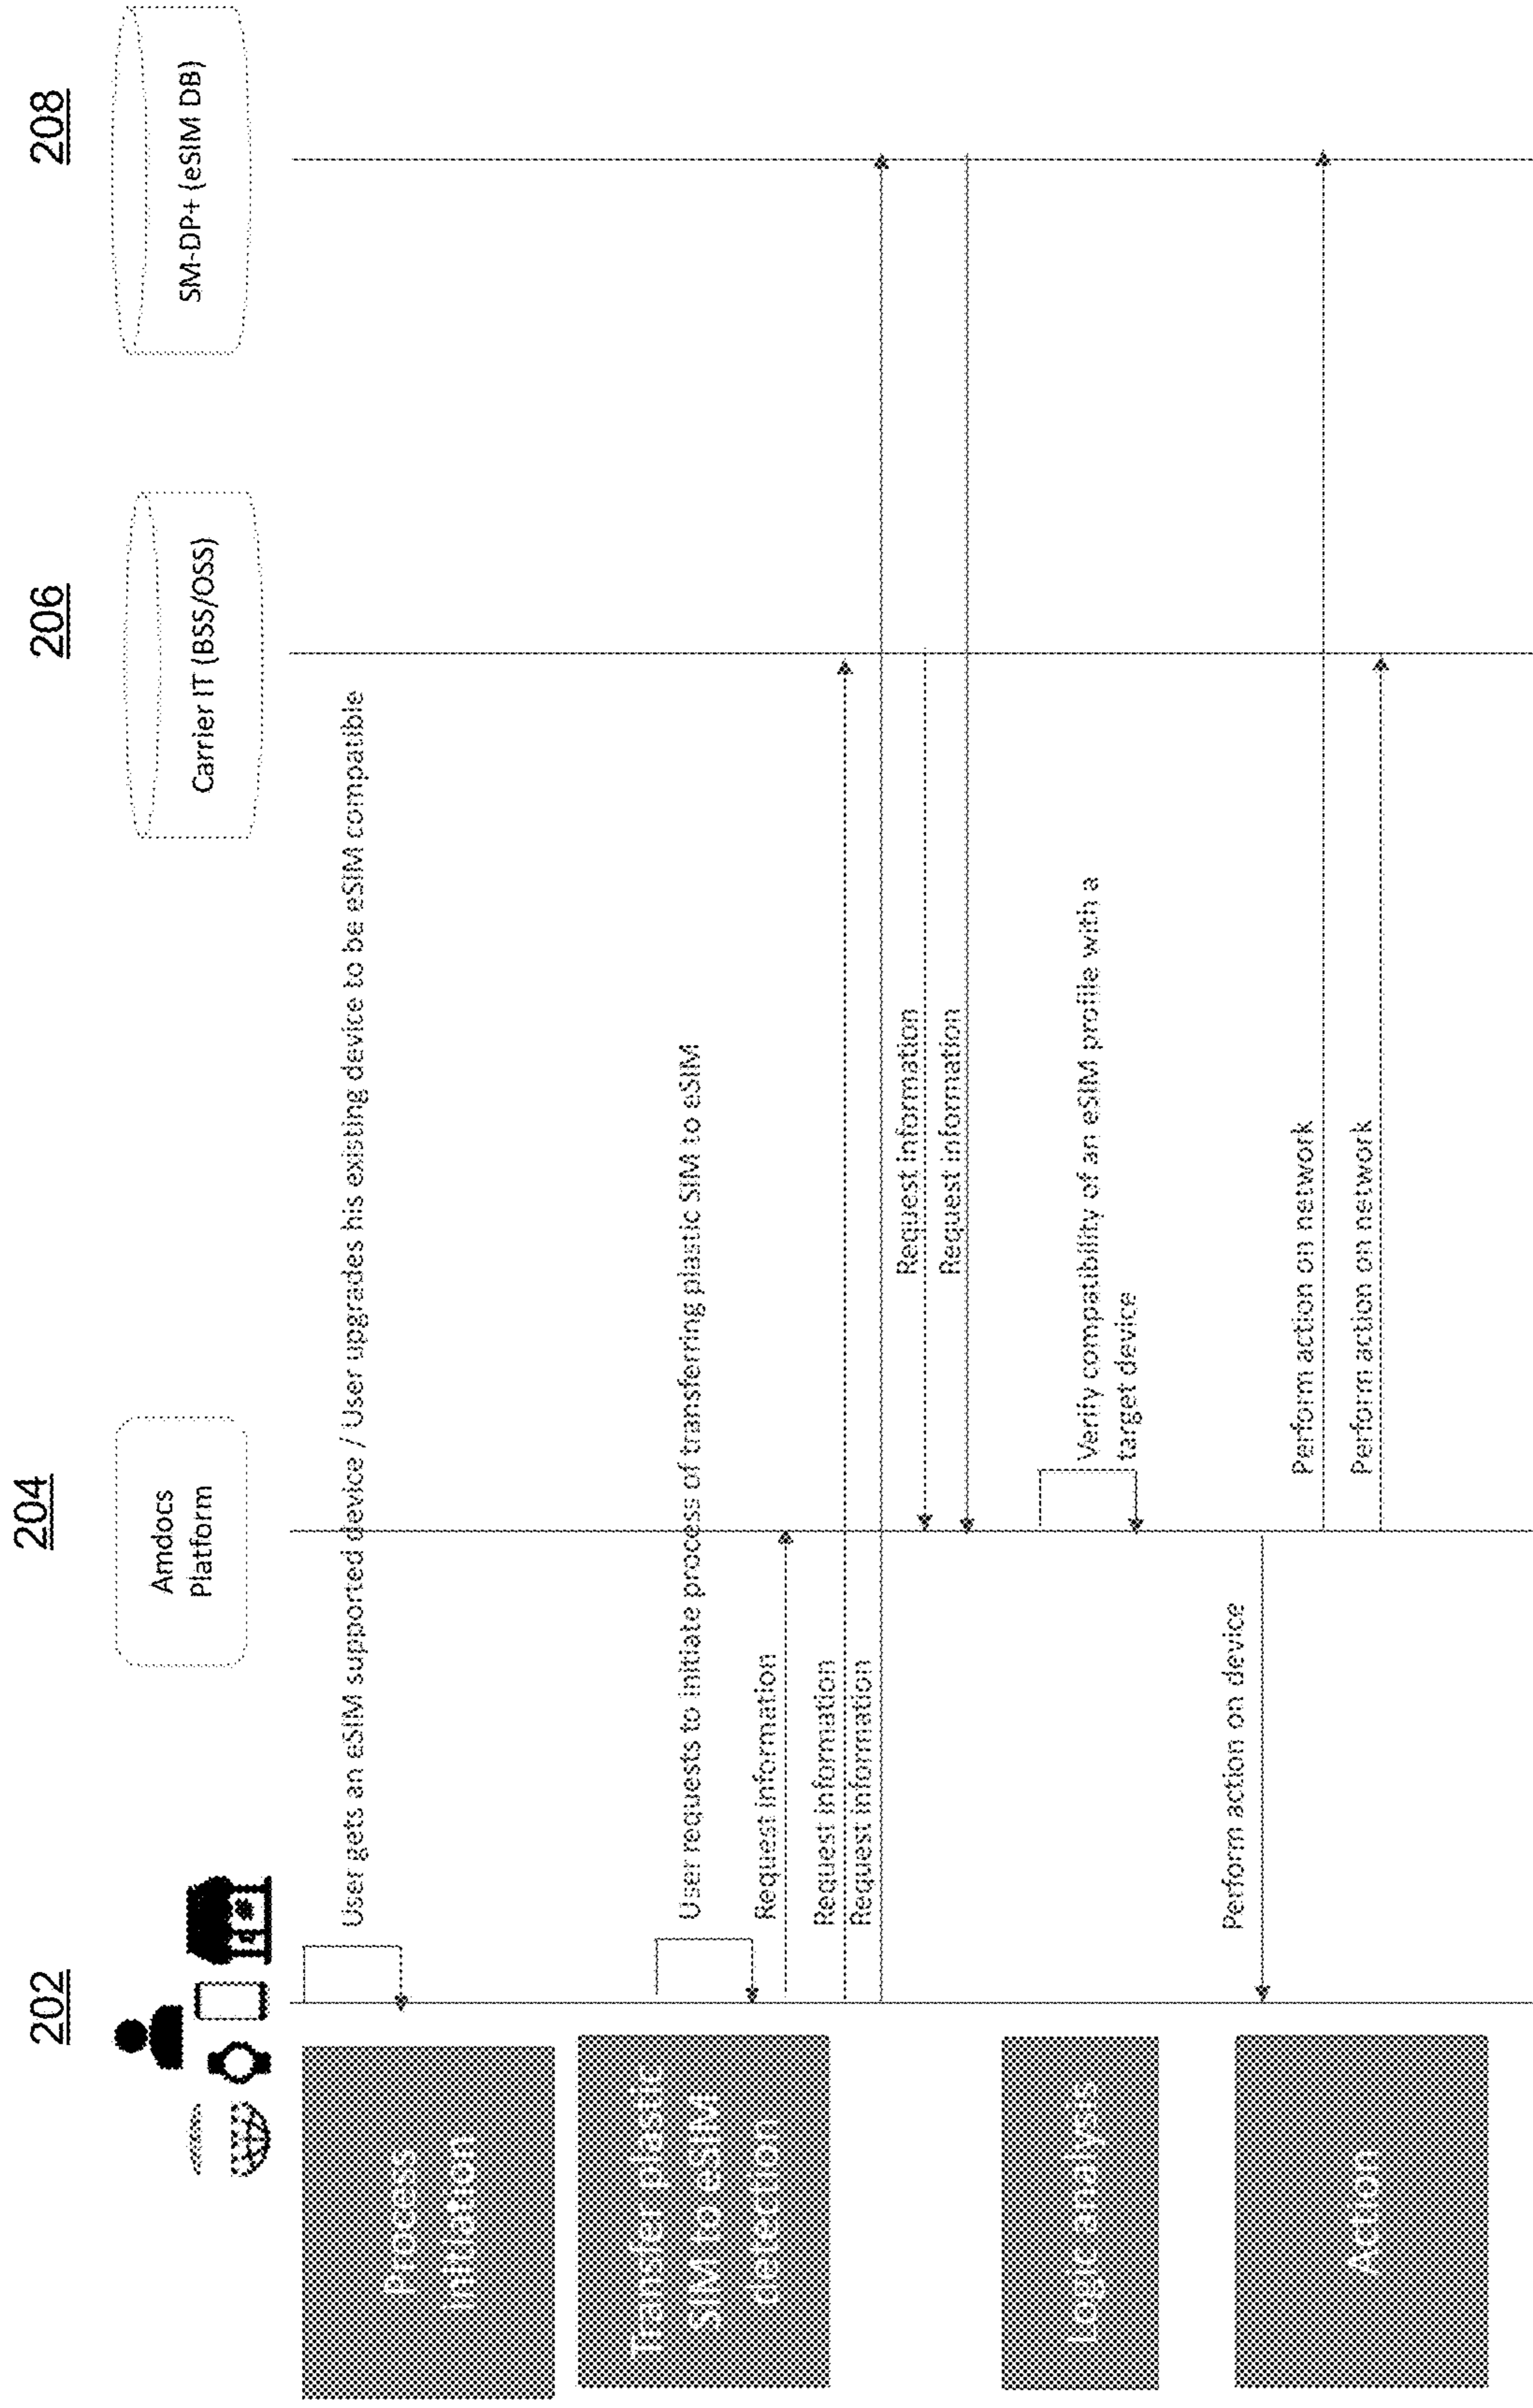 202
204
206
208
Amdocs
Platform
Carrier IT (BSS/OSS)
SM-DP+ (eSIM DB)
Process
initiation
User gets an eSIM supported device / User upgrades his existing device to be eSIM compatible
Transfer plastic
SIM to eSIM
detection
User requests to initiate process of transferring plastic SIM to eSIM
Request information
Request information
Request information
Request information
Request information
Logic analysis
Verify compatibility of an eSIM profile with a
target device
Action
Perform action on device
Perform action on network
Perform action on network